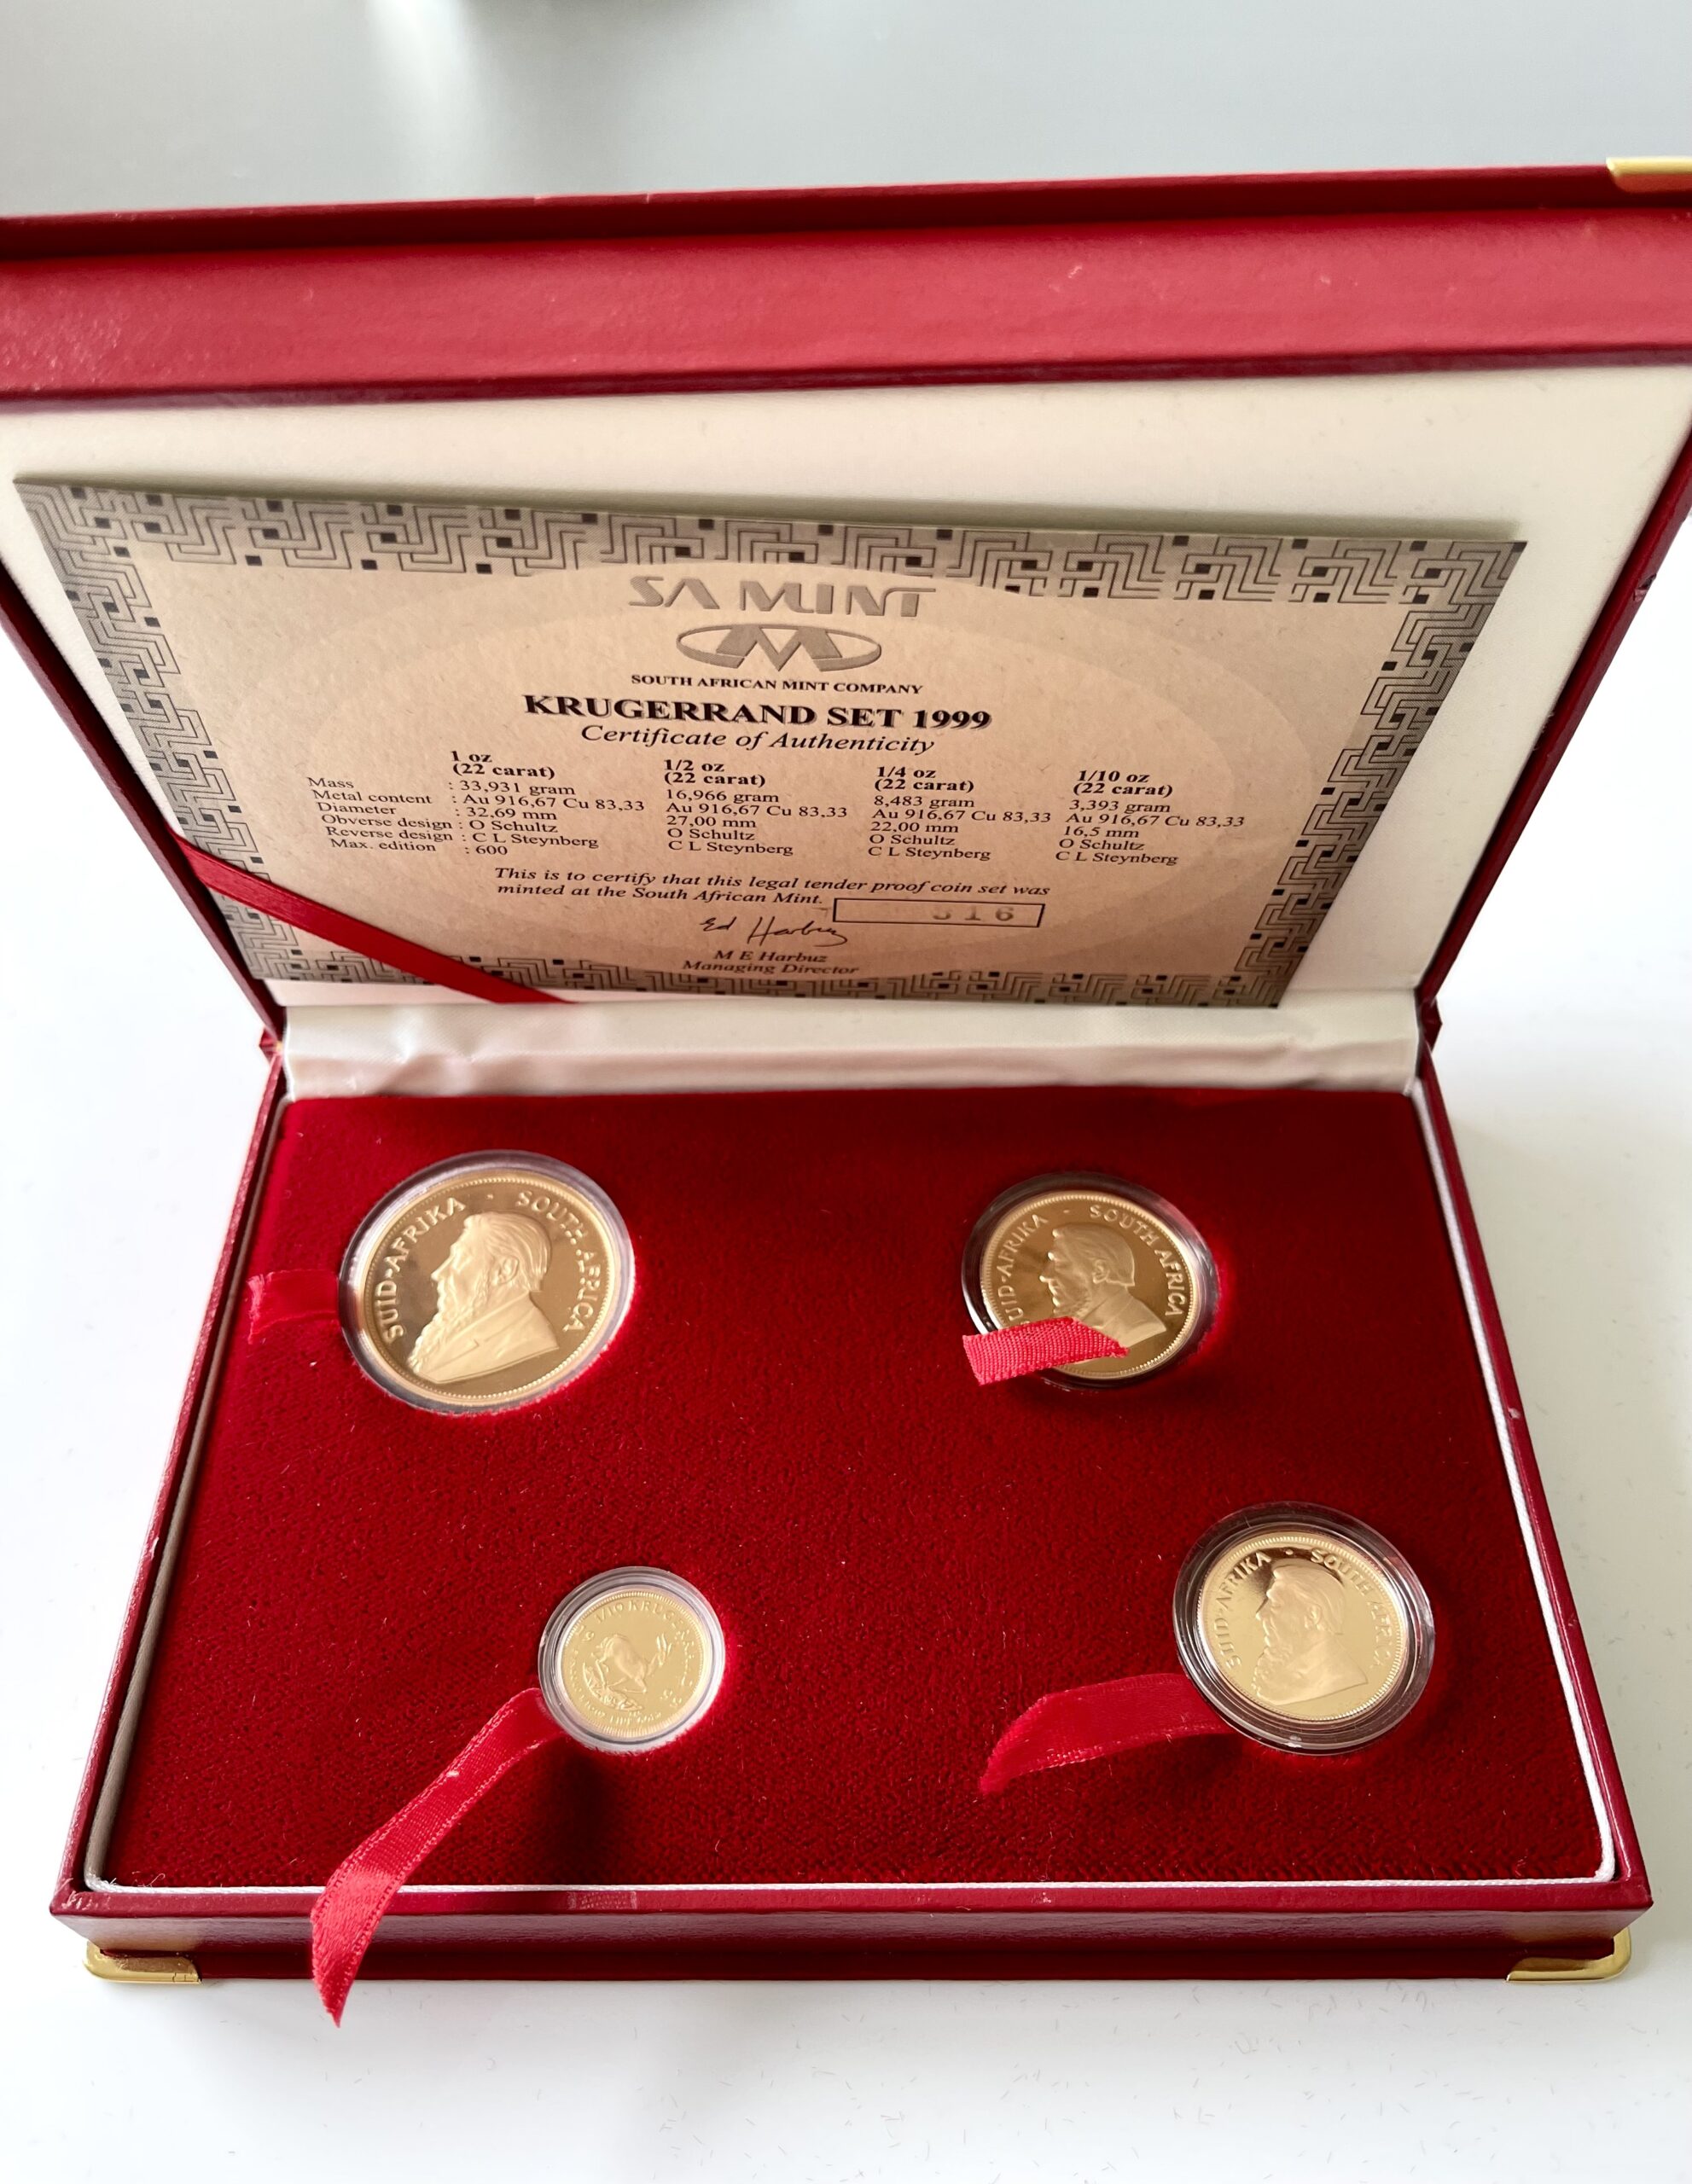 SA MINT
SOUTH AFRICAN MINT COMPANY
KRUGERRAND SET 1999
Certificate of Authenticity
1 oz 1/2 oz 1/4 oz 1/10 oz
(22 carat) (22 carat) (22 carat) (22 carat)
Mass : 33,931 gram 16,966 gram 8,483 gram 3,393 gram
Metal content : Au 916,67 Cu 83,33 Au 916,67 Cu 83,33 Au 916,67 Cu 83,33 Au 916,67 Cu 83,33
Diameter : 32,69 mm 27,00 mm 22,00 mm 16,5 mm
Obverse design : O Schultz O Schultz O Schultz O Schultz
Reverse design : C L Steynberg C L Steynberg C L Steynberg C L Steynberg
Max. edition : 600
This is to certify that this legal tender proof coin set was
minted at the South African Mint.
Ed Harbuz
M E Harbuz
Managing Director
SUID-AFRIKA · SOUTH AFRICA
SUID-AFRIKA · SOUTH AFRICA
1/10
SUID-AFRIKA · SOUTH AFRICA